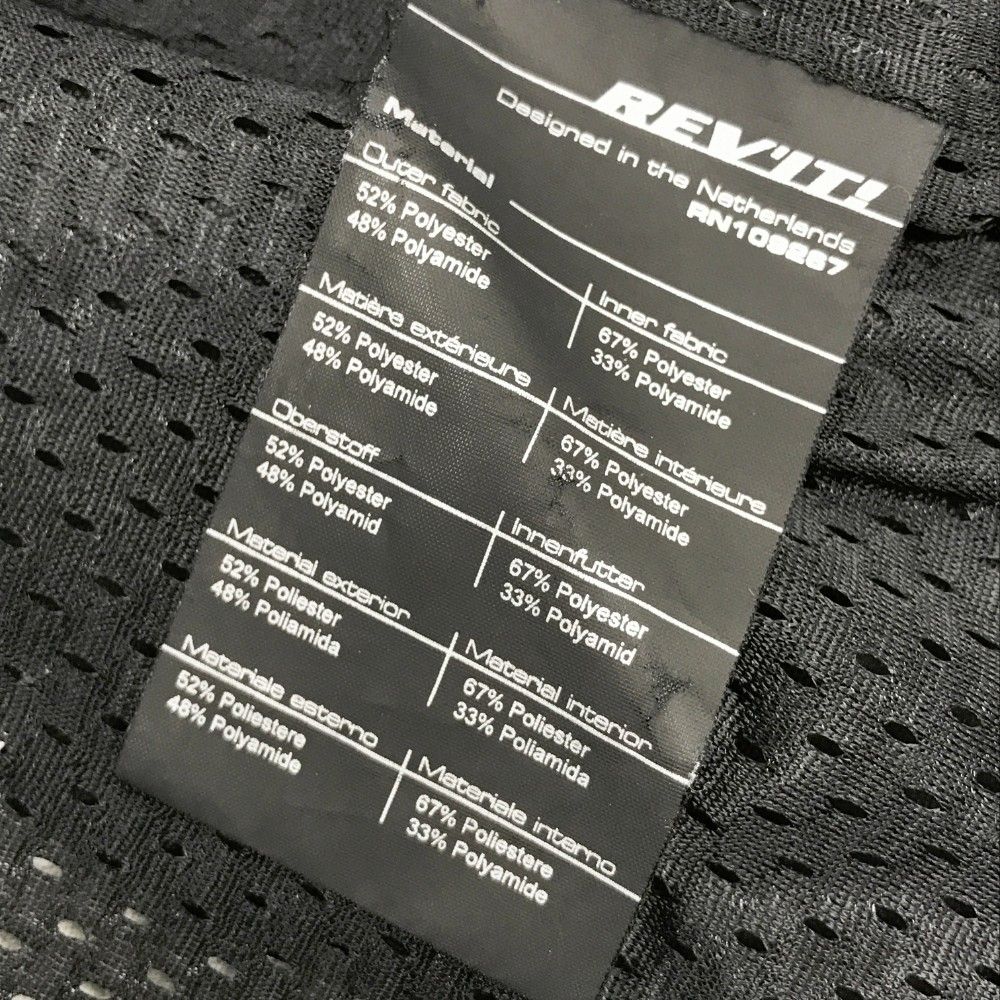 REV'IT!
Designed in the Netherlands
RN109267
Material
Outer fabric
52% Polyester
48% Polyamide
Inner fabric
67% Polyester
33% Polyamide
Matière extérieure
52% Polyester
48% Polyamide
Matière intérieure
67% Polyester
33% Polyamide
Oberstoff
52% Polyester
48% Polyamid
Innenfutter
67% Polyester
33% Polyamid
Material exterior
52% Poliester
48% Poliamida
Material interior
67% Poliester
33% Poliamida
Materiale esterno
52% Poliestere
48% Polyamide
Materiale interno
67% Poliestere
33% Polyamide